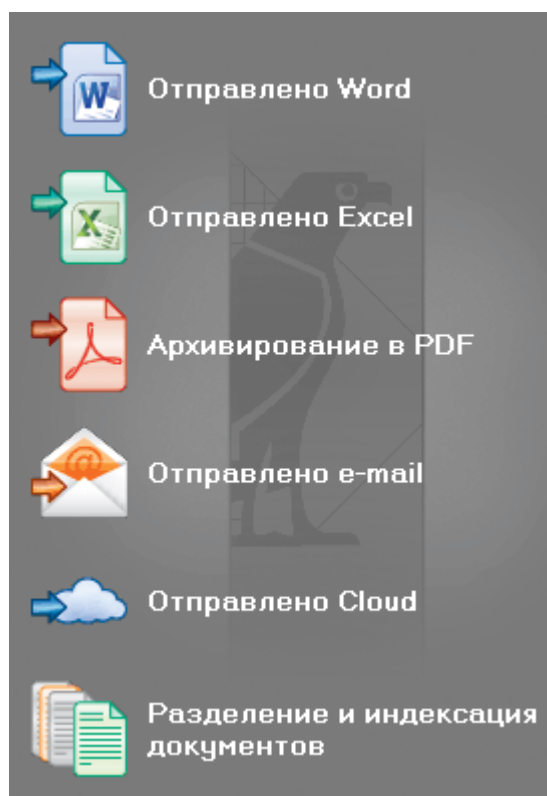 Отправлено Word
Отправлено Excel
Архивирование в PDF
Отправлено e-mail
Отправлено Cloud
Разделение и индексация
документов